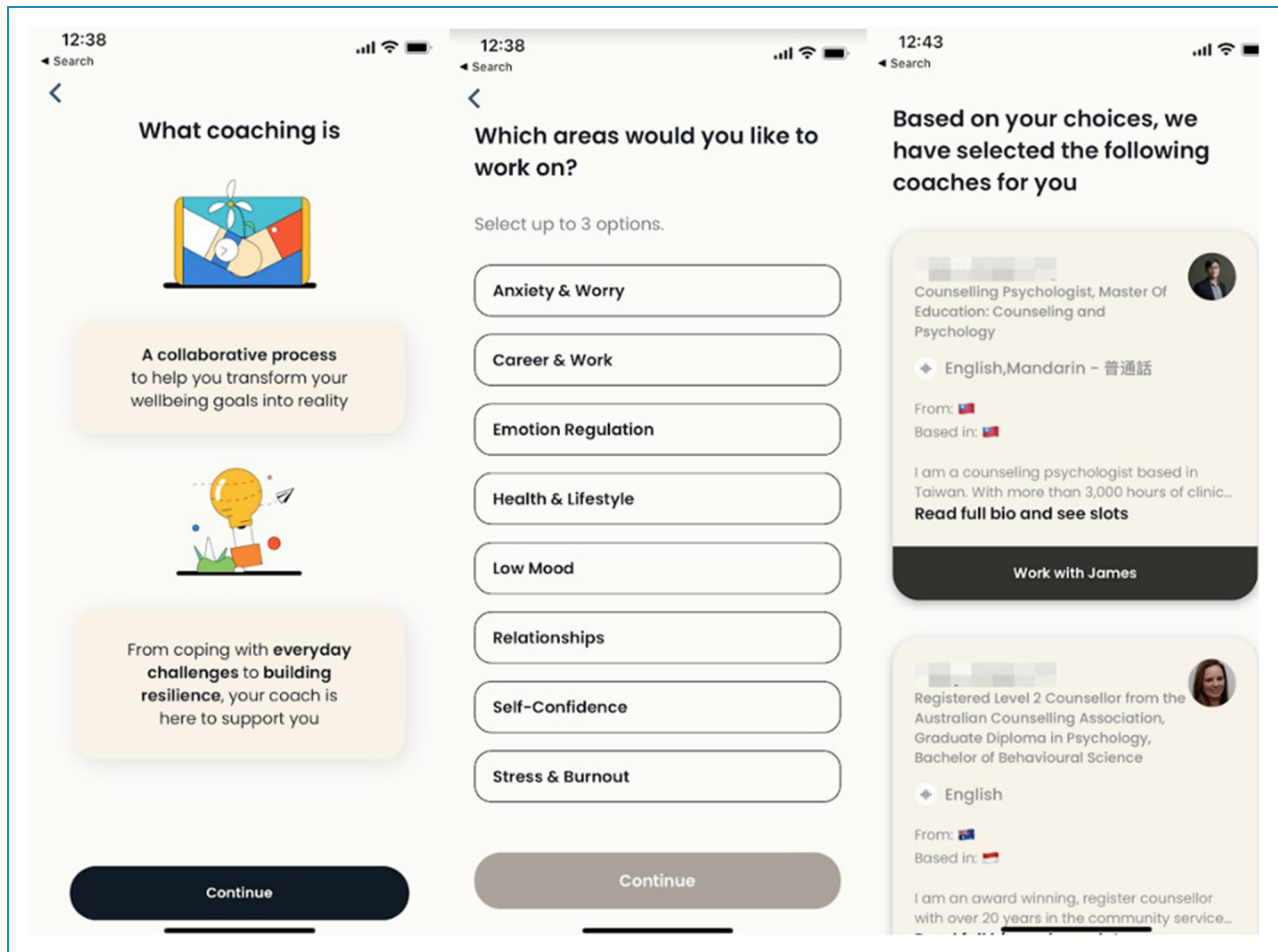 12:38
◀ Search
What coaching is
A collaborative process
to help you transform your
wellbeing goals into reality
From coping with everyday
challenges to building
resilience, your coach is
here to support you
Continue
12:38
◀ Search
Which areas would you like to
work on?
Select up to 3 options.
Anxiety & Worry
Career & Work
Emotion Regulation
Health & Lifestyle
Low Mood
Relationships
Self-Confidence
Stress & Burnout
Continue
12:43
◀ Search
Based on your choices, we
have selected the following
coaches for you
Counselling Psychologist, Master Of
Education: Counseling and
Psychology
English,Mandarin - 普通話
From: 🇹🇼
Based in: 🇹🇼
I am a counseling psychologist based in
Taiwan. With more than 3,000 hours of clinic...
Read full bio and see slots
Work with James
Registered Level 2 Counsellor from the
Australian Counselling Association,
Graduate Diploma in Psychology,
Bachelor of Behavioural Science
English
From: 🇦🇺
Based in: 🇮🇩
I am an award winning, register counsellor
with over 20 years in the community service...